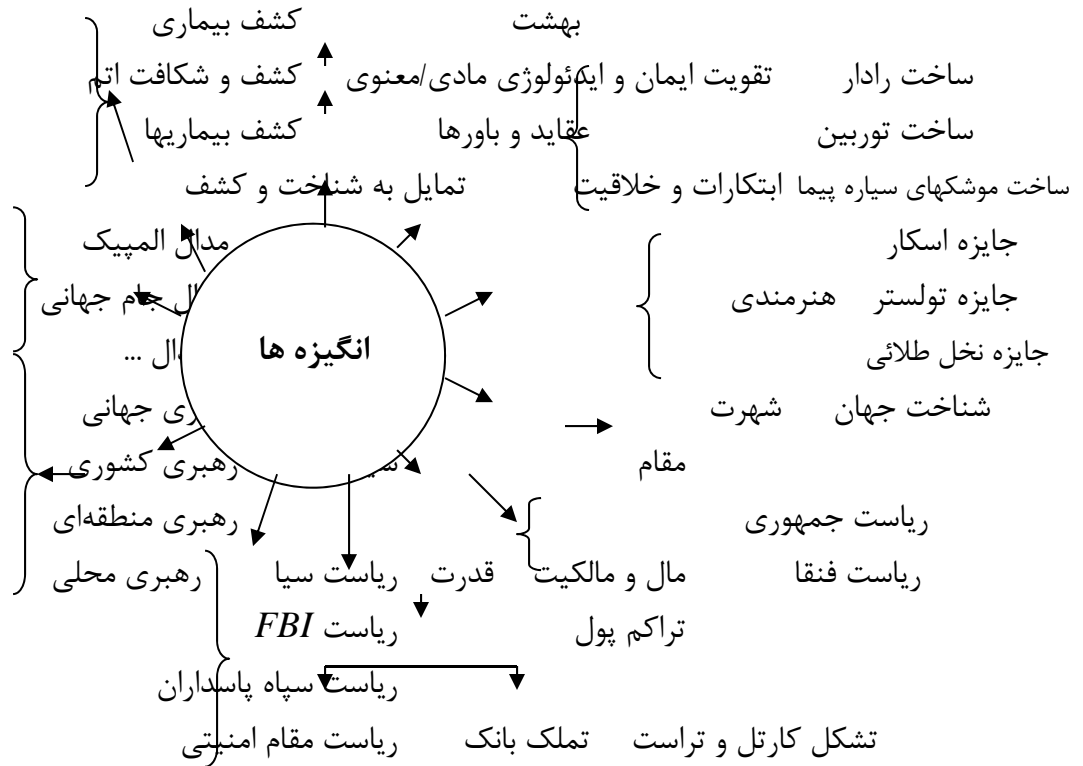 بهشت کشف بیماری
ساخت رادار تقویت ایمان و ایدئولوژی مادی/معنوی کشف و شکافت اتم
ساخت توربین عقاید و باورها کشف بیماریها
ساخت موشکهای سیاره پیما ابتکارات و خلاقیت تمایل به شناخت و کشف
جایزه اسکار مدال المپیک
جایزه تولستر هنرمندی جام جهانی
جایزه نخل طلائی انگیزه ها ...
شناخت جهان شهرت جهانی
مقام رهبری کشوری
ریاست جمهوری رهبری منطقه‌ای
ریاست فنقا مال و مالکیت قدرت ریاست سیا رهبری محلی
تراکم پول ریاست FBI
ریاست سپاه پاسداران
تشکل کارتل و تراست تملک بانک ریاست مقام امنیتی